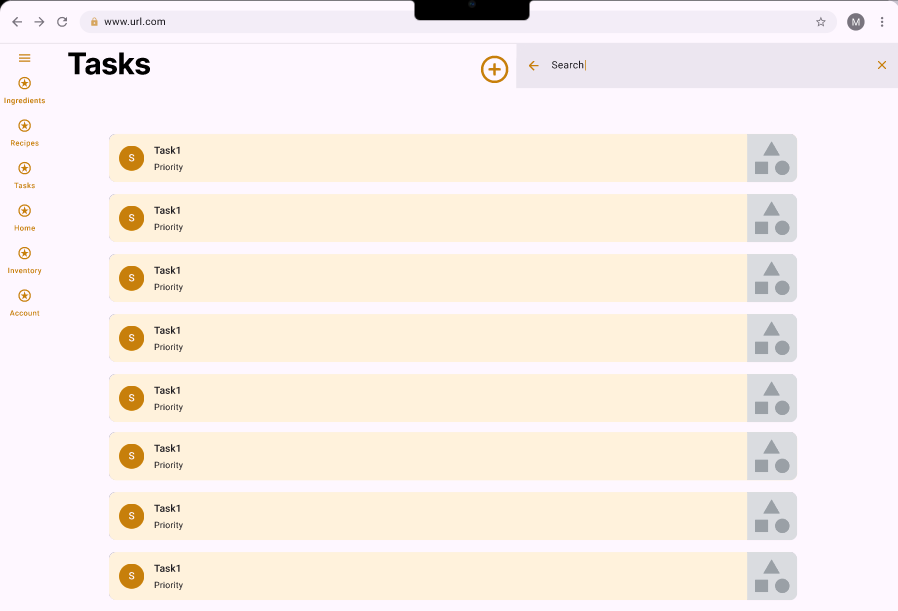 www.url.com
M
Tasks
Search
Ingredients
Recipes
Tasks
Home
Inventory
Account
S
Task1
Priority
S
Task1
Priority
S
Task1
Priority
S
Task1
Priority
S
Task1
Priority
S
Task1
Priority
S
Task1
Priority
S
Task1
Priority